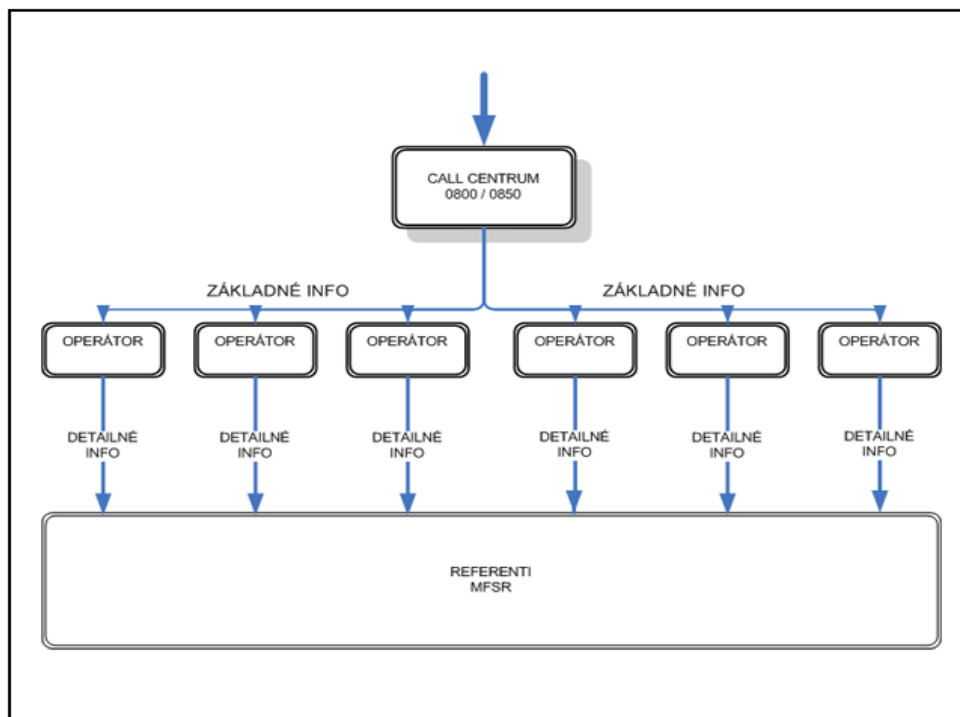 CALL CENTRUM
0800 / 0850
ZÁKLADNÉ INFO
ZÁKLADNÉ INFO
OPERÁTOR
OPERÁTOR
OPERÁTOR
OPERÁTOR
OPERÁTOR
OPERÁTOR
DETAILNÉ
INFO
DETAILNÉ
INFO
DETAILNÉ
INFO
DETAILNÉ
INFO
DETAILNÉ
INFO
DETAILNÉ
INFO
REFERENTI
MFSR